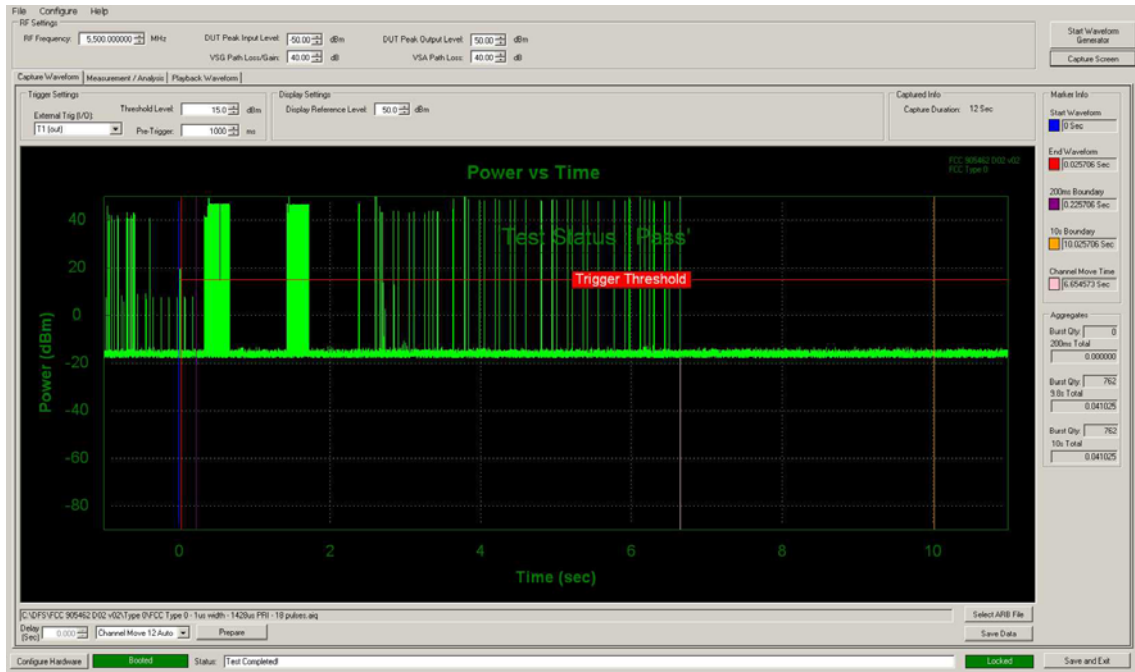 File Configure Help
RF Settings
RF Frequency: 5,500.000000 MHz DUT Peak Input Level: -50.00 dBm DUT Peak Output Level: 50.00 dBm
VSG Path Loss/Gain: 40.00 dB VSA Path Loss: 40.00 dB
Start Waveform
Generator
Capture Screen
Capture Waveform Measurement / Analysis Playback Waveform
Trigger Settings
External Trig (I/O): Threshold Level: 15.0 dBm
T1 (out) Pre-Trigger: 1000 ms
Display Settings
Display Reference Level: 50.0 dBm
Captured Info
Capture Duration: 12 Sec
Marker Info
Start Waveform
0 Sec
End Waveform
0.025706 Sec
200ms Boundary
0.225706 Sec
10s Boundary
10.025706 Sec
Channel Move Time
6.654573 Sec
Aggregates
Burst Qty: 0
200ms Total
0.000000
Burst Qty: 762
9.8s Total
0.041025
Burst Qty: 762
10s Total
0.041025
Power vs Time
FCC 905462 D02 v02
FCC Type 0
Test Status 'Pass'
Trigger Threshold
Power (dBm)
40
20
0
-20
-40
-60
-80
0 2 4 6 8 10
Time (sec)
C:\DFS\FCC 905462 D02 v02\Type 0\FCC Type 0 - 1us width - 1428us PRI - 18 pulses.aiq
Select ARB File
Delay
(Sec) 0.000 Channel Move 12 Auto Prepare
Save Data
Configure Hardware Booted Status: Test Completed! Locked Save and Exit